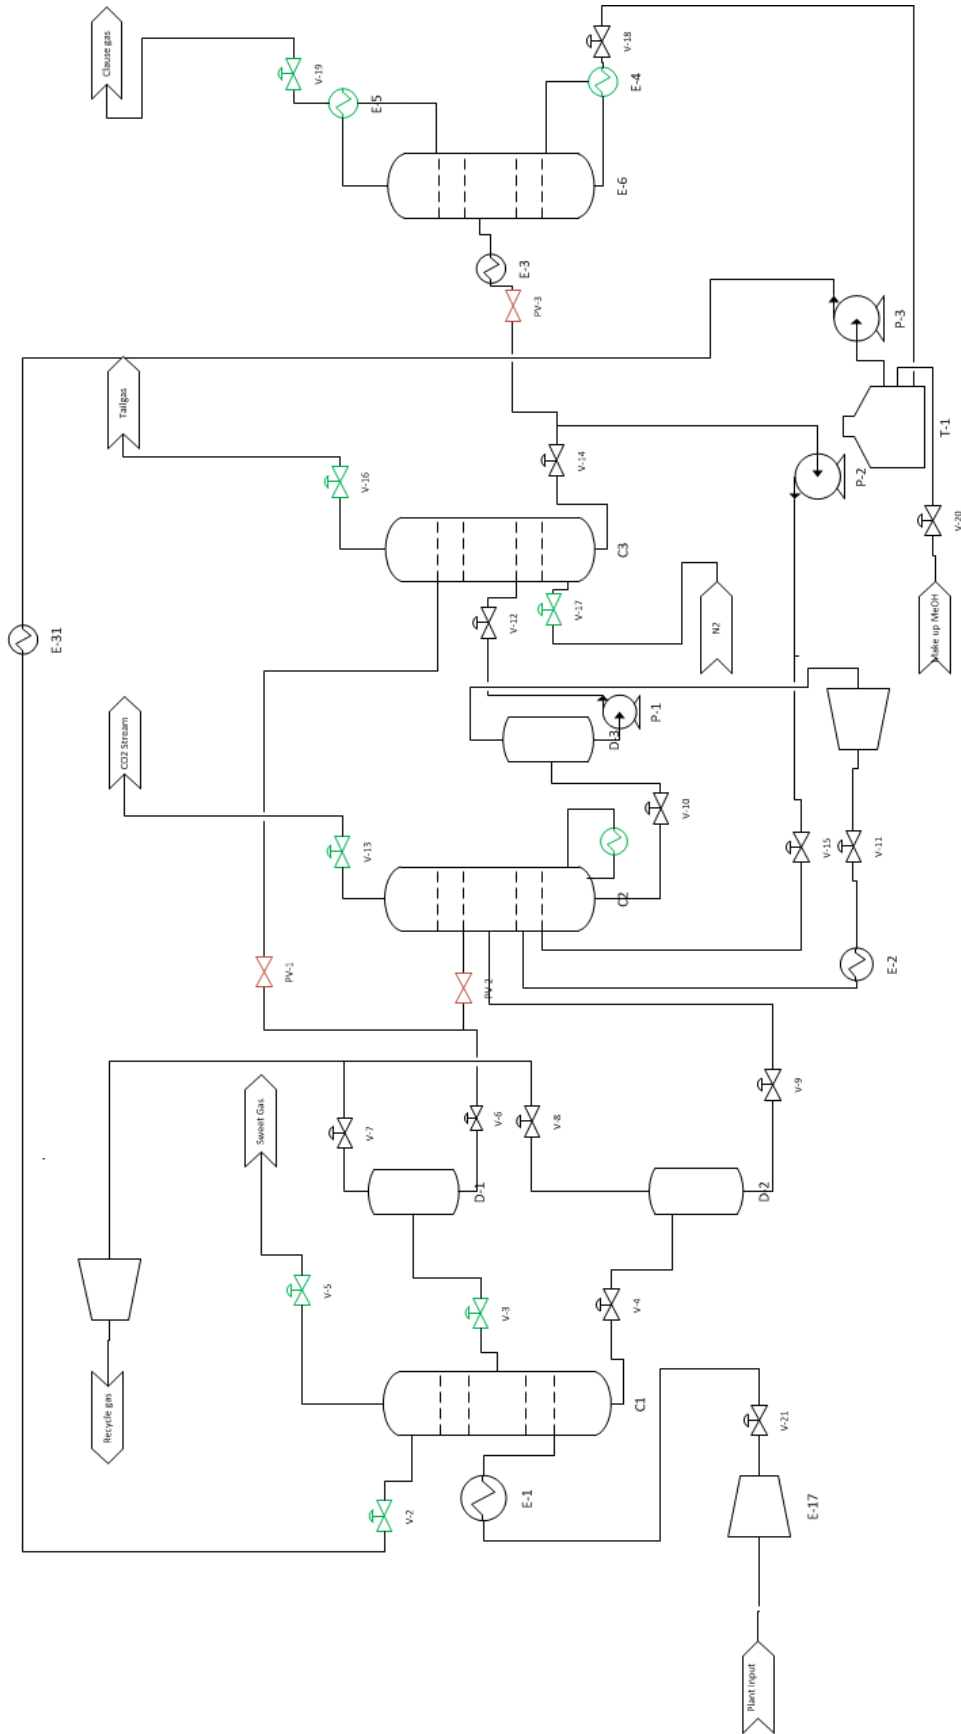 Clause gas
V-19
E-5
V-18
E-4
E-6
E-3
PV-3
Tailgas
V-16
V-14
P-3
T-1
P-2
C3
V-12
V-17
N2
V-20
Make up MeOH
E-31
CO2 Stream
V-13
D-3
P-1
V-10
C2
V-15
V-11
E-2
PV-1
PV-2
Sweet Gas
V-7
V-6
V-8
V-9
D-1
D-2
V-5
V-3
V-4
Recycle gas
C1
V-2
E-1
V-21
E-17
Plant Input